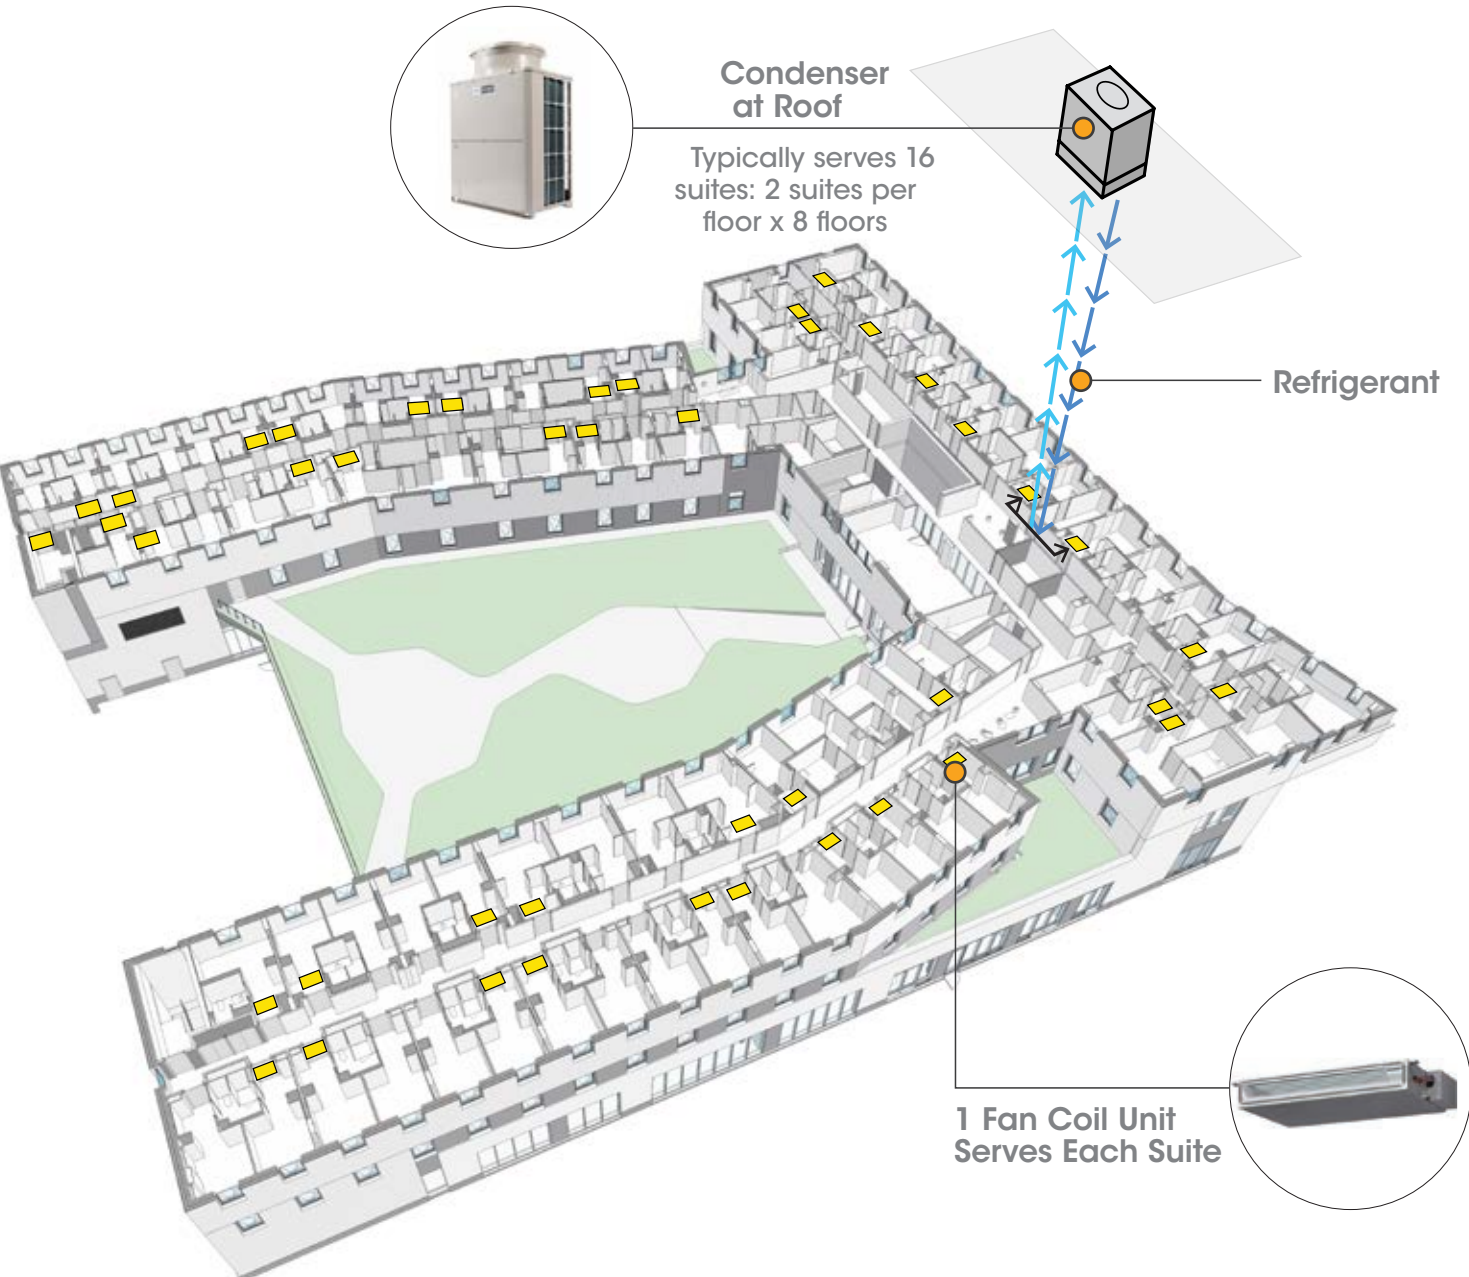 Condenser
at Roof
Typically serves 16
suites: 2 suites per
floor x 8 floors
Refrigerant
1 Fan Coil Unit
Serves Each Suite